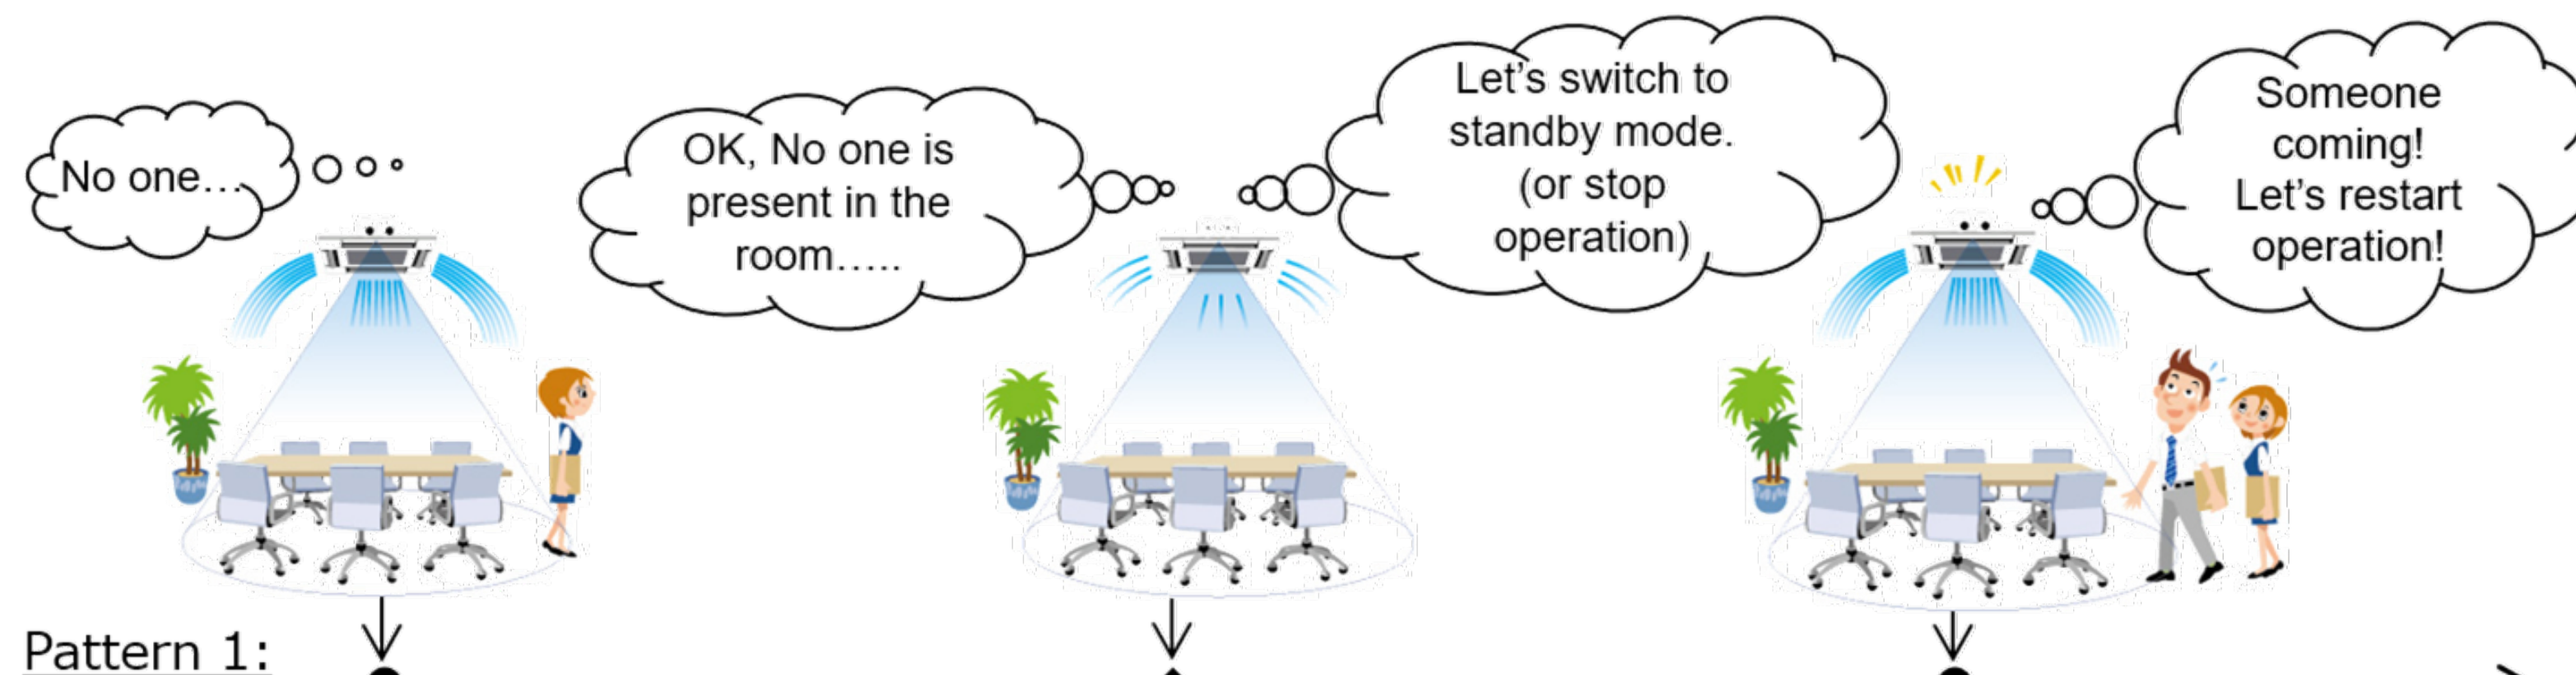 No one…
OK, No one is
present in the
room…..
Let’s switch to
standby mode.
(or stop
operation)
Someone
coming!
Let’s restart
operation!
Pattern 1: